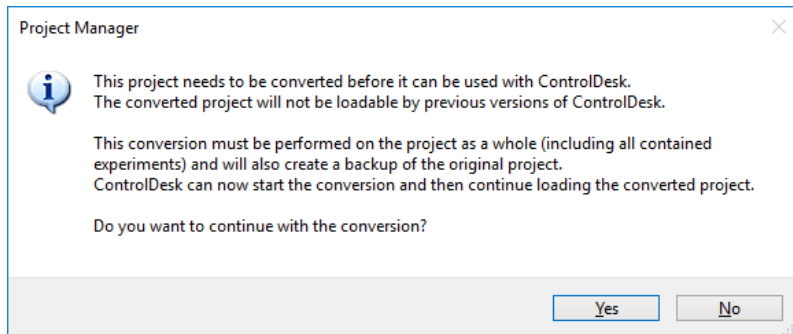 Project Manager
This project needs to be converted before it can be used with ControlDesk.
The converted project will not be loadable by previous versions of ControlDesk.
This conversion must be performed on the project as a whole (including all contained
experiments) and will also create a backup of the original project.
ControlDesk can now start the conversion and then continue loading the converted project.
Do you want to continue with the conversion?
Yes
No